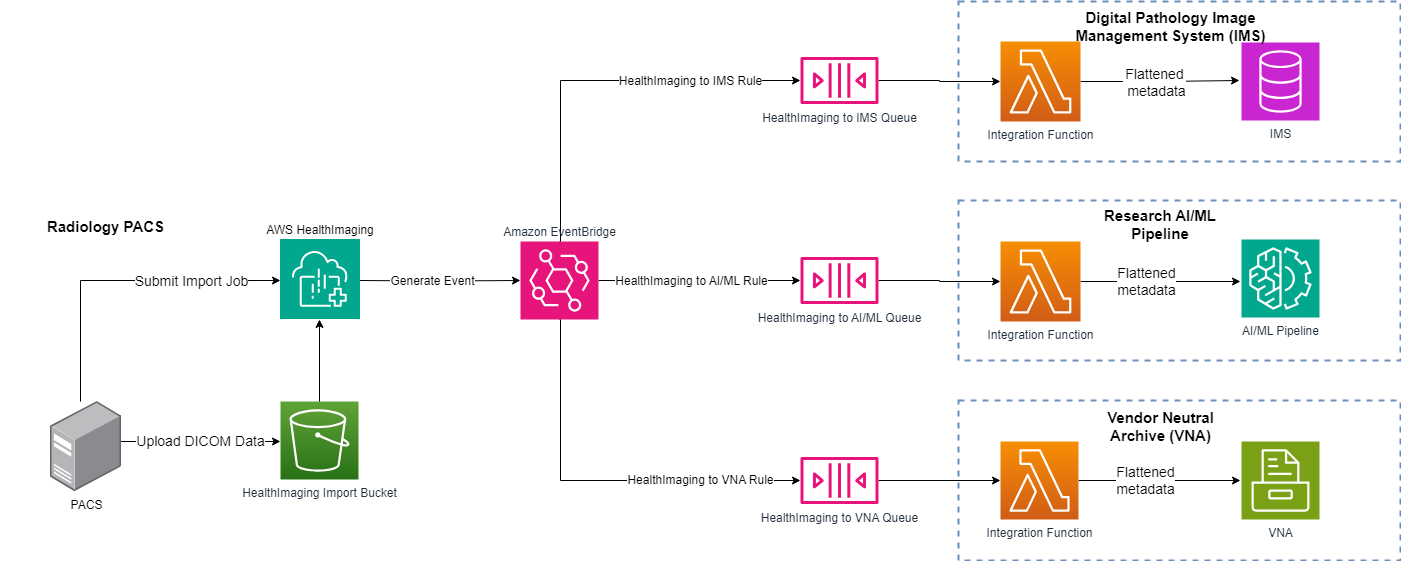 Digital Pathology Image
Management System (IMS)
HealthImaging to IMS Rule
HealthImaging to IMS Queue
Integration Function
Flattened
metadata
IMS
Radiology PACS
AWS HealthImaging
Submit Import Job
Generate Event
Amazon EventBridge
HealthImaging to AI/ML Rule
HealthImaging to AI/ML Queue
Research AI/ML
Pipeline
Integration Function
Flattened
metadata
AI/ML Pipeline
PACS
Upload DICOM Data
HealthImaging Import Bucket
HealthImaging to VNA Rule
HealthImaging to VNA Queue
Vendor Neutral
Archive (VNA)
Integration Function
Flattened
metadata
VNA